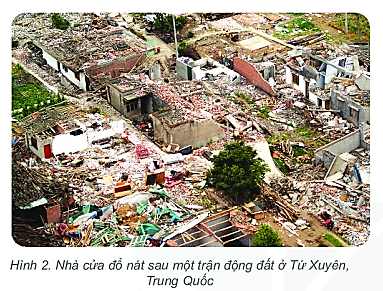 Hình 2. Nhà cửa đổ nát sau một trận động đất ở Tứ Xuyên,
Trung Quốc